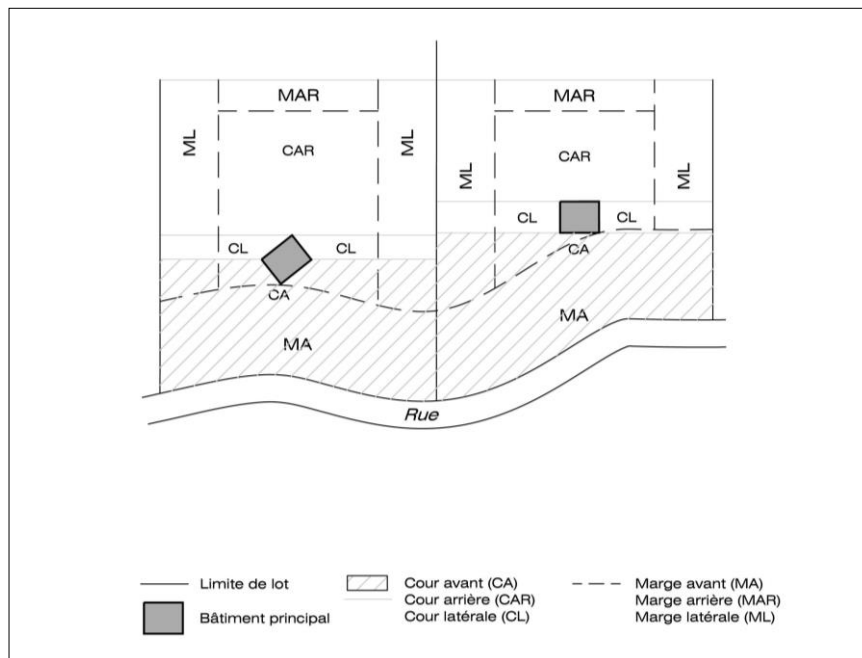 MAR
MAR
ML
ML
CAR
CAR
ML
ML
CL
CL
CA
CL
CL
CA
MA
MA
Rue
Limite de lot
Bâtiment principal
Cour avant (CA)
Cour arrière (CAR)
Cour latérale (CL)
Marge avant (MA)
Marge arrière (MAR)
Marge latérale (ML)